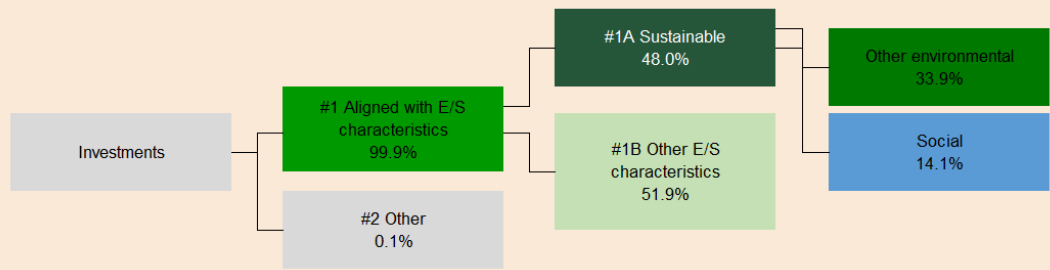 Investments
#1 Aligned with E/S
characteristics
99.9%
#2 Other
0.1%
#1A Sustainable
48.0%
#1B Other E/S
characteristics
51.9%
Other environmental
33.9%
Social
14.1%